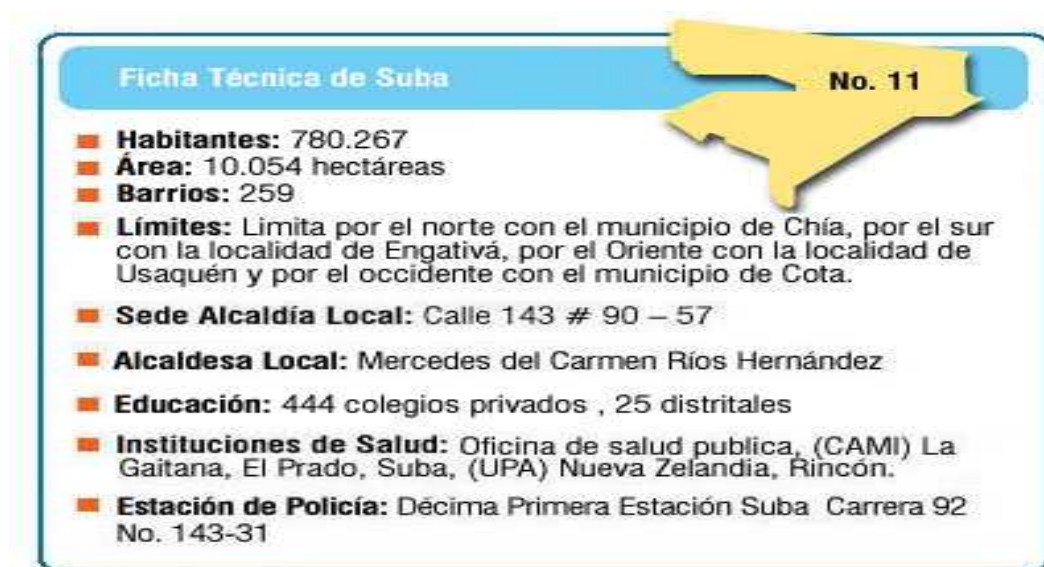 Ficha Técnica de Suba
No. 11
Habitantes: 780.267
Área: 10.054 hectáreas
Barrios: 259
Límites: Limita por el norte con el municipio de Chía, por el sur
con la localidad de Engativá, por el Oriente con la localidad de
Usaquén y por el occidente con el municipio de Cota.
Sede Alcaldía Local: Calle 143 # 90 – 57
Alcaldesa Local: Mercedes del Carmen Ríos Hernández
Educación: 444 colegios privados , 25 distritales
Instituciones de Salud: Oficina de salud publica, (CAMI) La
Gaitana, El Prado, Suba, (UPA) Nueva Zelandia, Rincón.
Estación de Policía: Décima Primera Estación Suba Carrera 92
No. 143-31